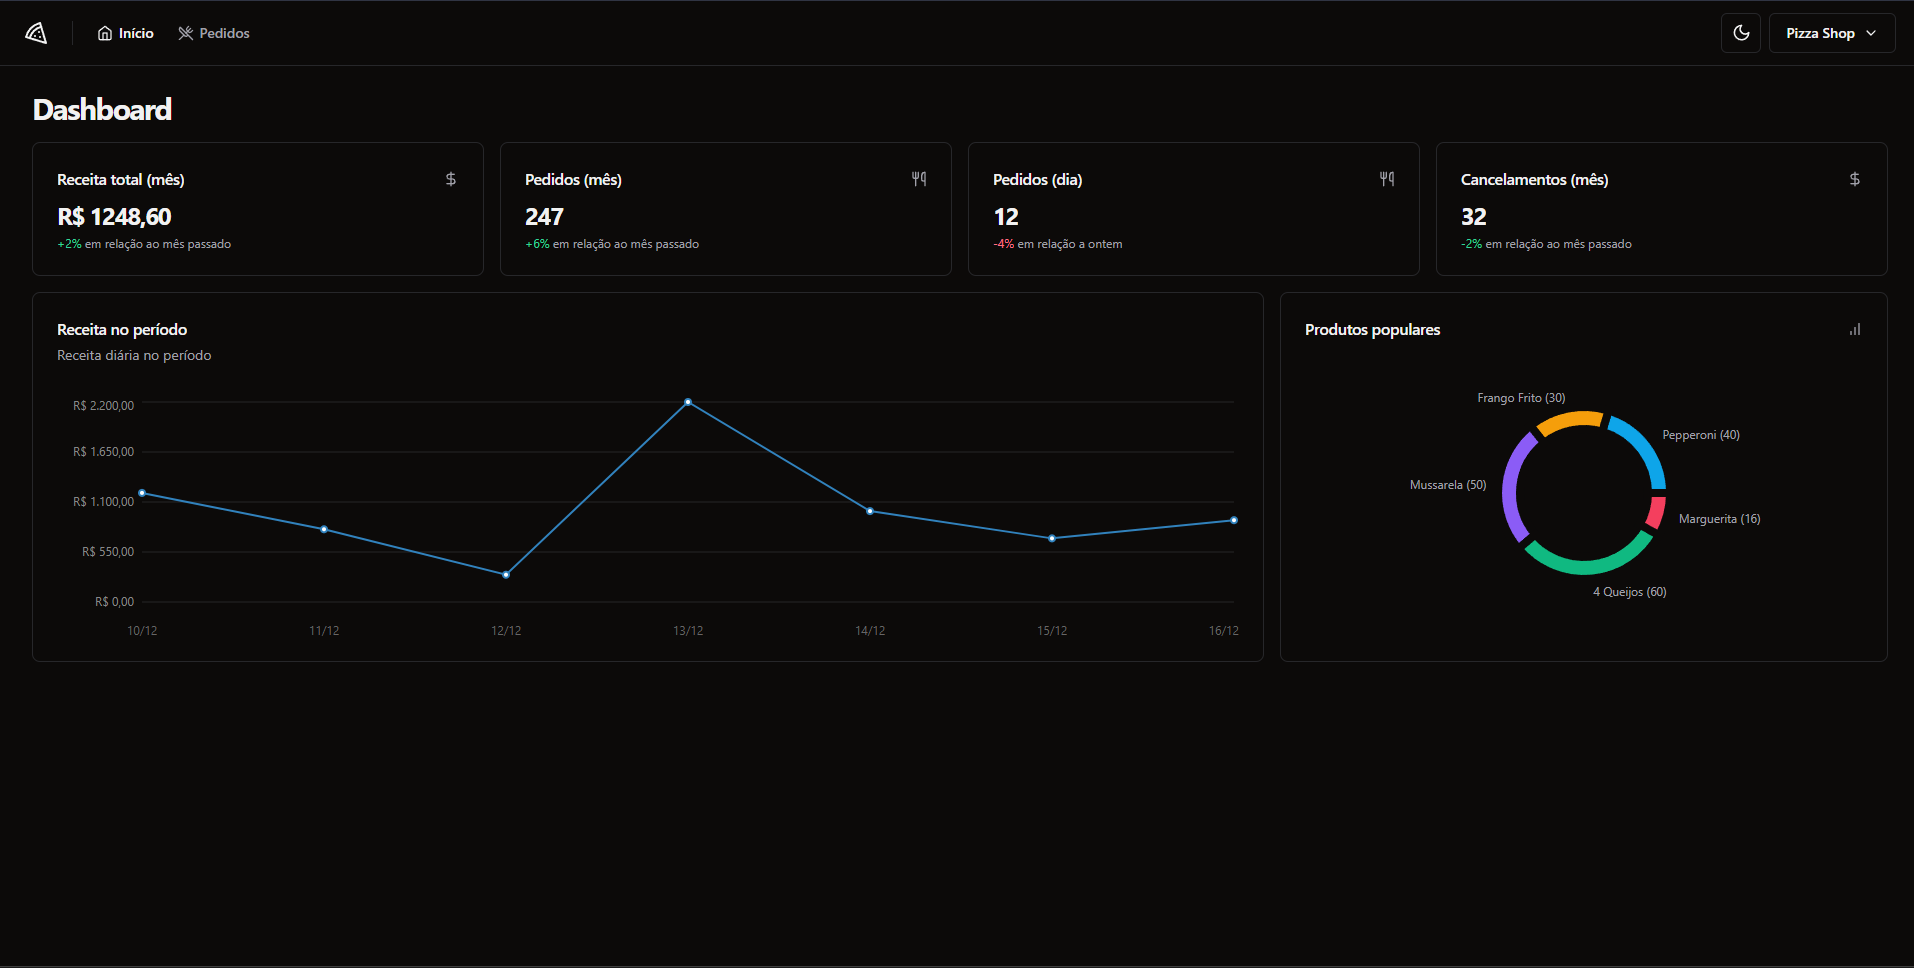 Início
Pedidos
Pizza Shop
Dashboard
Receita total (mês)
R$ 1248,60
+2% em relação ao mês passado
Pedidos (mês)
247
+6% em relação ao mês passado
Pedidos (dia)
12
-4% em relação a ontem
Cancelamentos (mês)
32
-2% em relação ao mês passado
Receita no período
Receita diária no período
R$ 2.200,00
R$ 1.650,00
R$ 1.100,00
R$ 550,00
R$ 0,00
10/12
11/12
12/12
13/12
14/12
15/12
16/12
Produtos populares
Frango Frito (30)
Pepperoni (40)
Mussarela (50)
Marguerita (16)
4 Queijos (60)